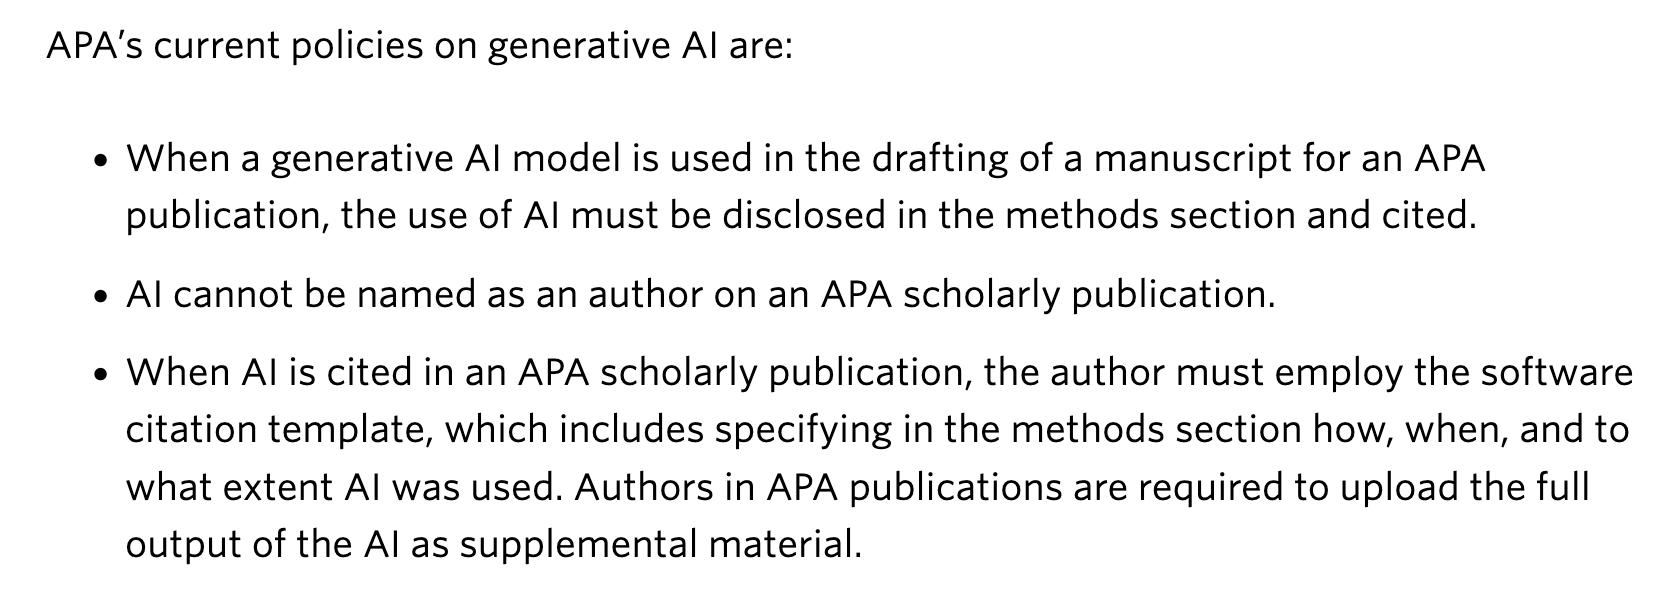 APA’s current policies on generative AI are:
• When a generative AI model is used in the drafting of a manuscript for an APA
publication, the use of AI must be disclosed in the methods section and cited.
• AI cannot be named as an author on an APA scholarly publication.
• When AI is cited in an APA scholarly publication, the author must employ the software
citation template, which includes specifying in the methods section how, when, and to
what extent AI was used. Authors in APA publications are required to upload the full
output of the AI as supplemental material.